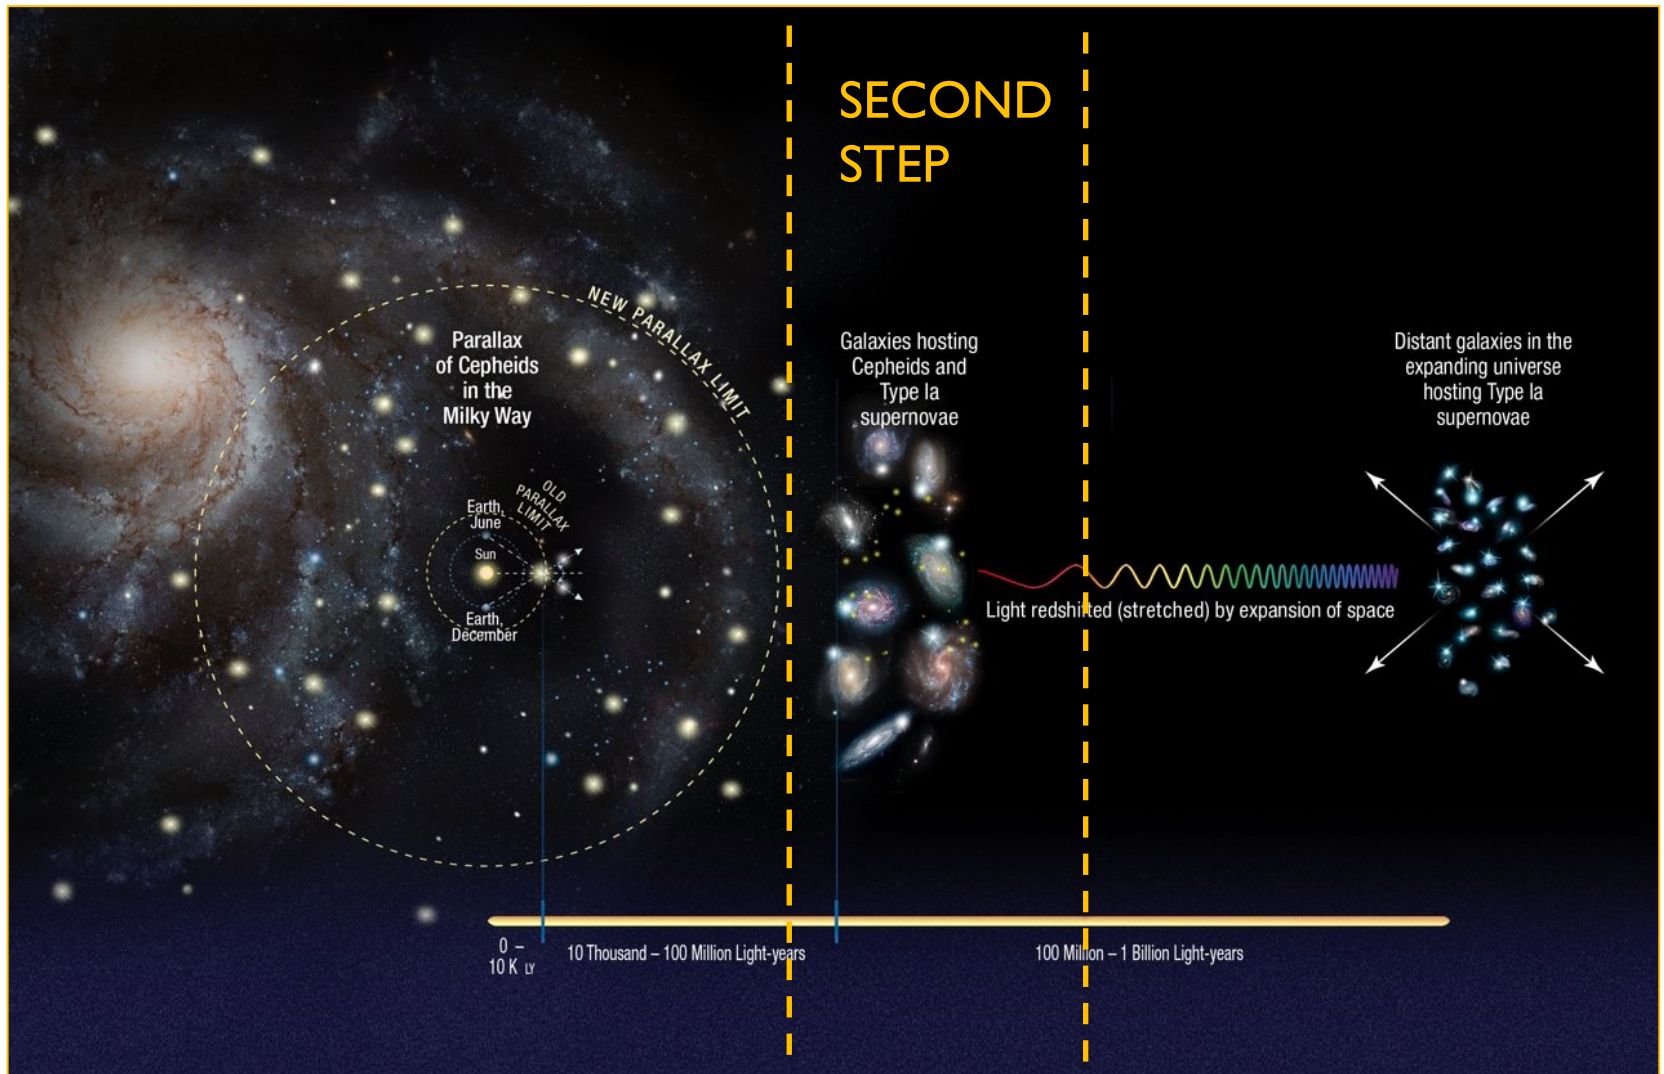 SECOND
STEP
NEW PARALLAX LIMIT
Parallax
of Cepheids
in the
Milky Way
Galaxies hosting
Cepheids and
Type Ia
supernovae
Distant galaxies in the
expanding universe
hosting Type Ia
supernovae
OLD
PARALLAX
LIMIT
Earth,
June
Sun
Earth,
December
Light redshifted (stretched) by expansion of space
0 –
10 K LY
10 Thousand – 100 Million Light-years
100 Million – 1 Billion Light-years